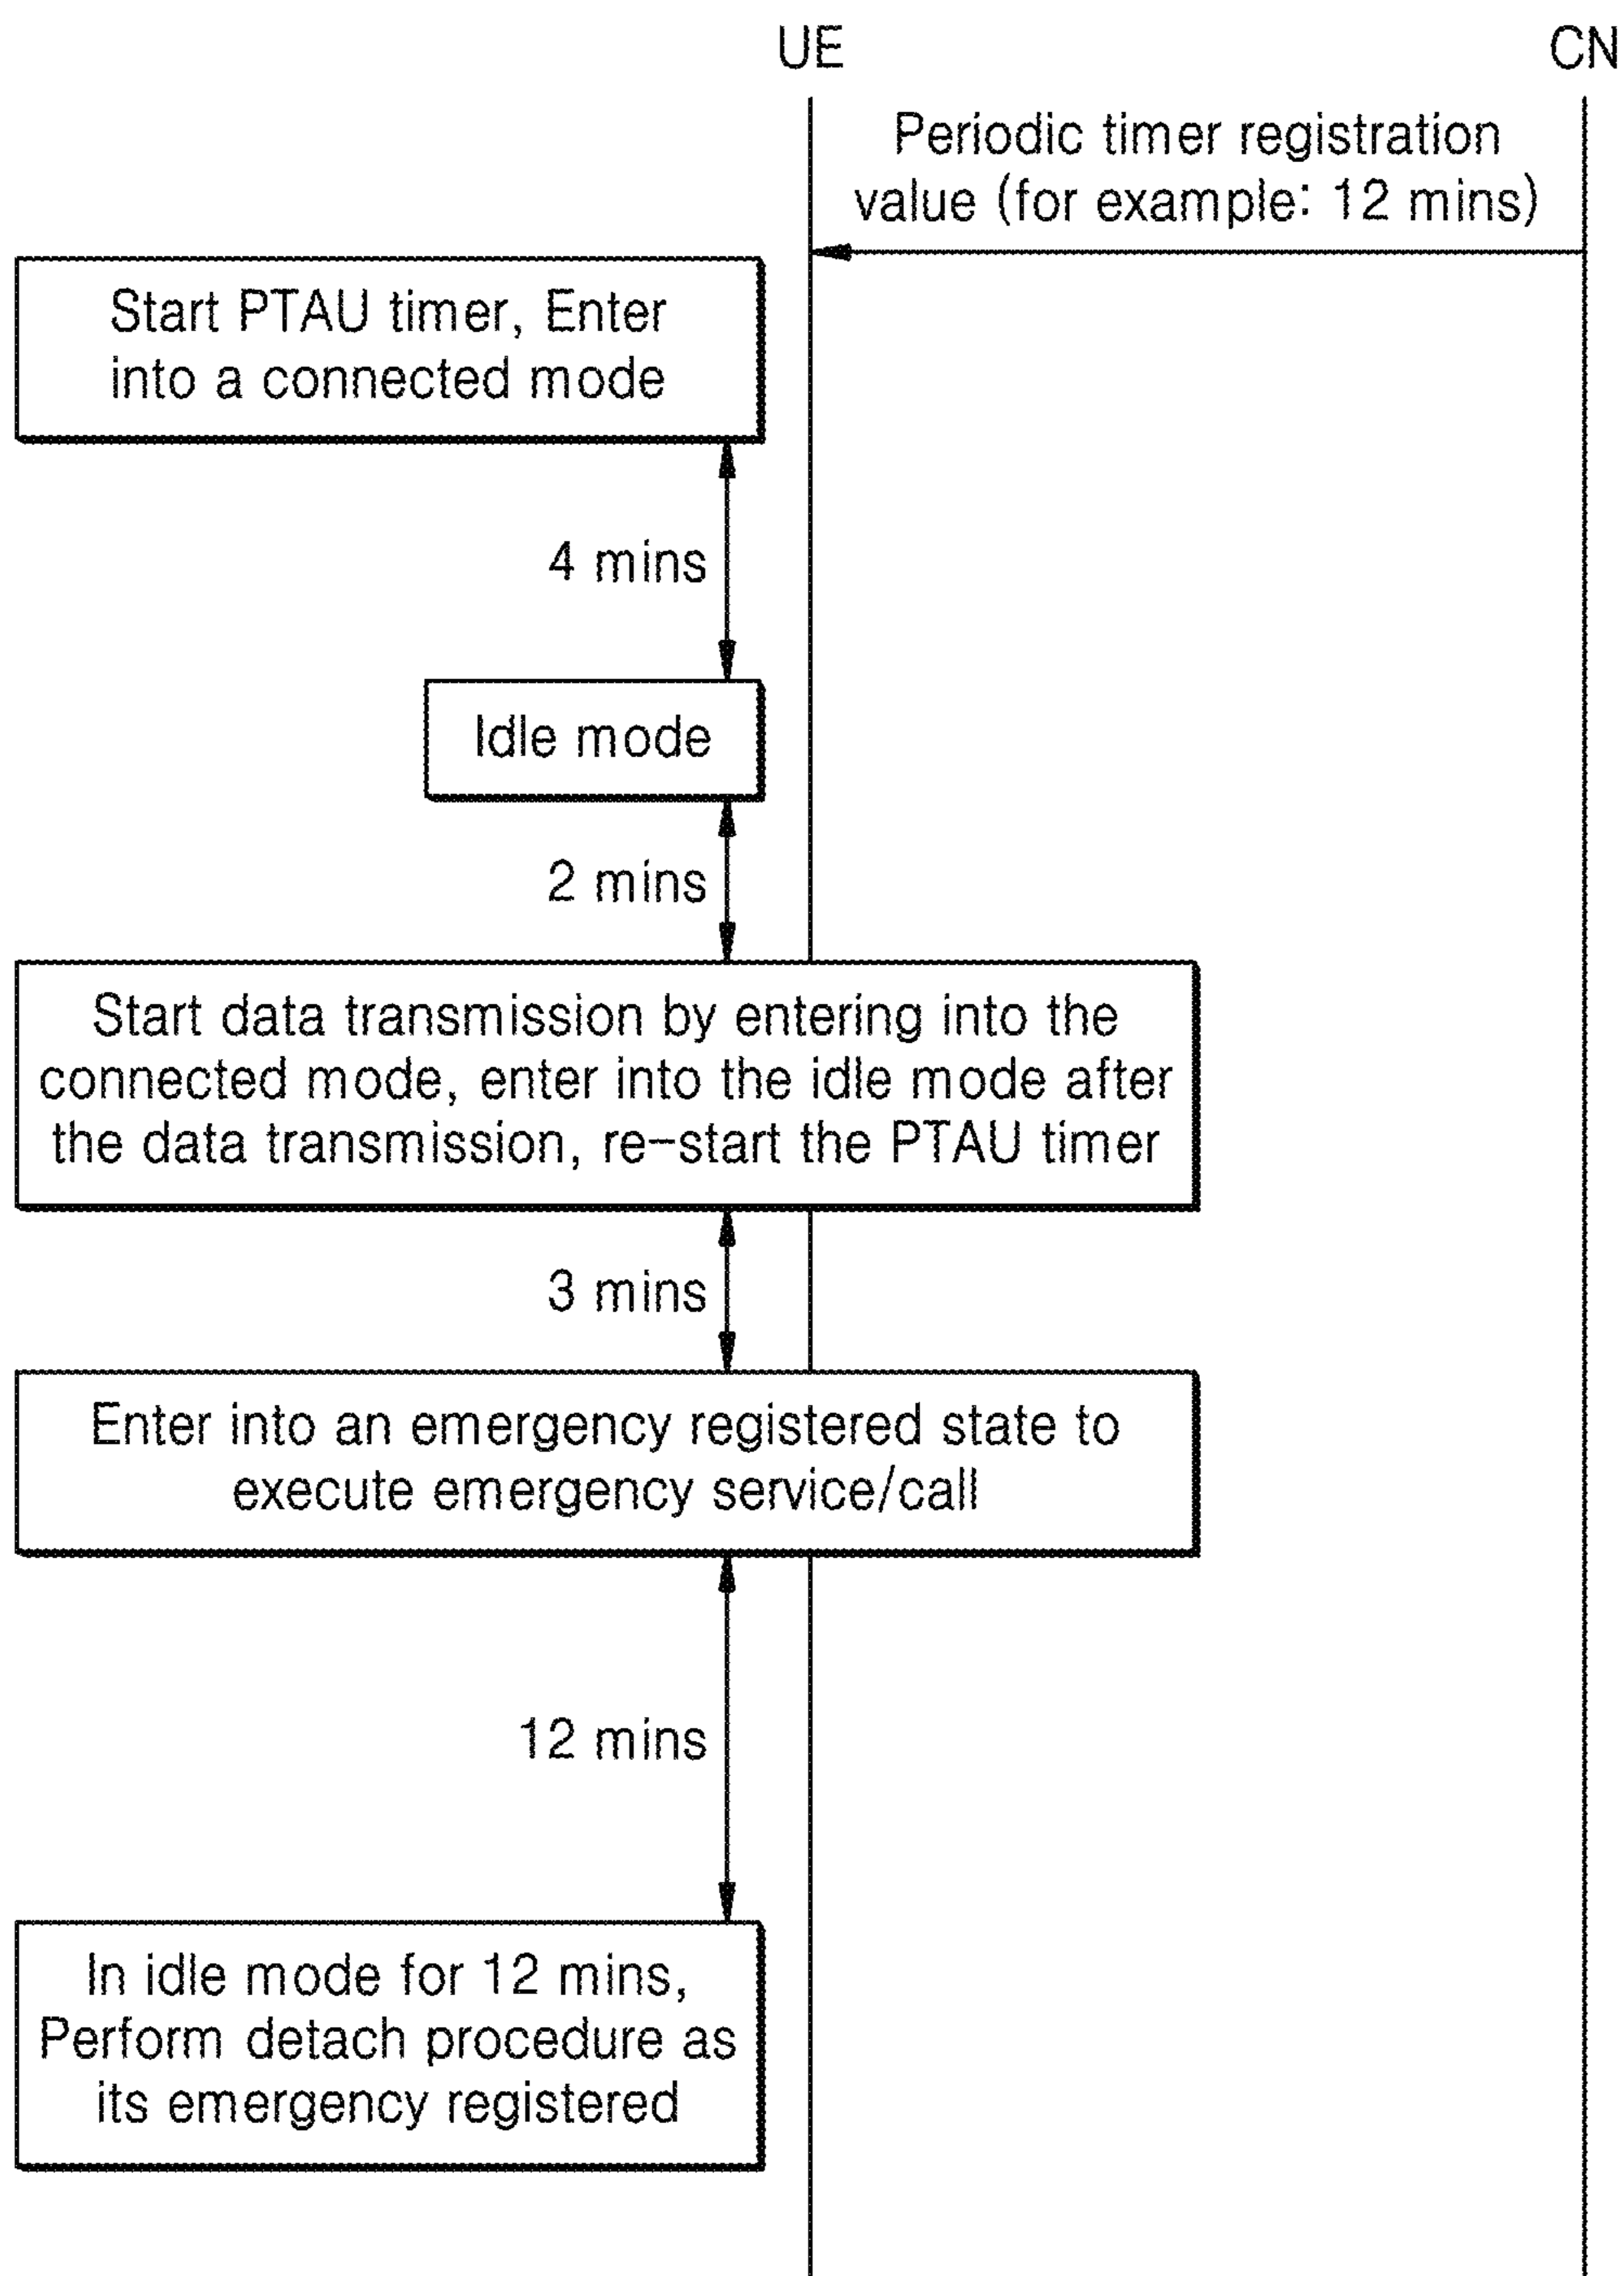 UE
CN
Periodic timer registration
value (for example: 12 mins)
Start PTAU timer, Enter
into a connected mode
4 mins
Idle mode
2 mins
Start data transmission by entering into the
connected mode, enter into the idle mode after
the data transmission, re-start the PTAU timer
3 mins
Enter into an emergency registered state to
execute emergency service/call
12 mins
In idle mode for 12 mins,
Perform detach procedure as
its emergency registered